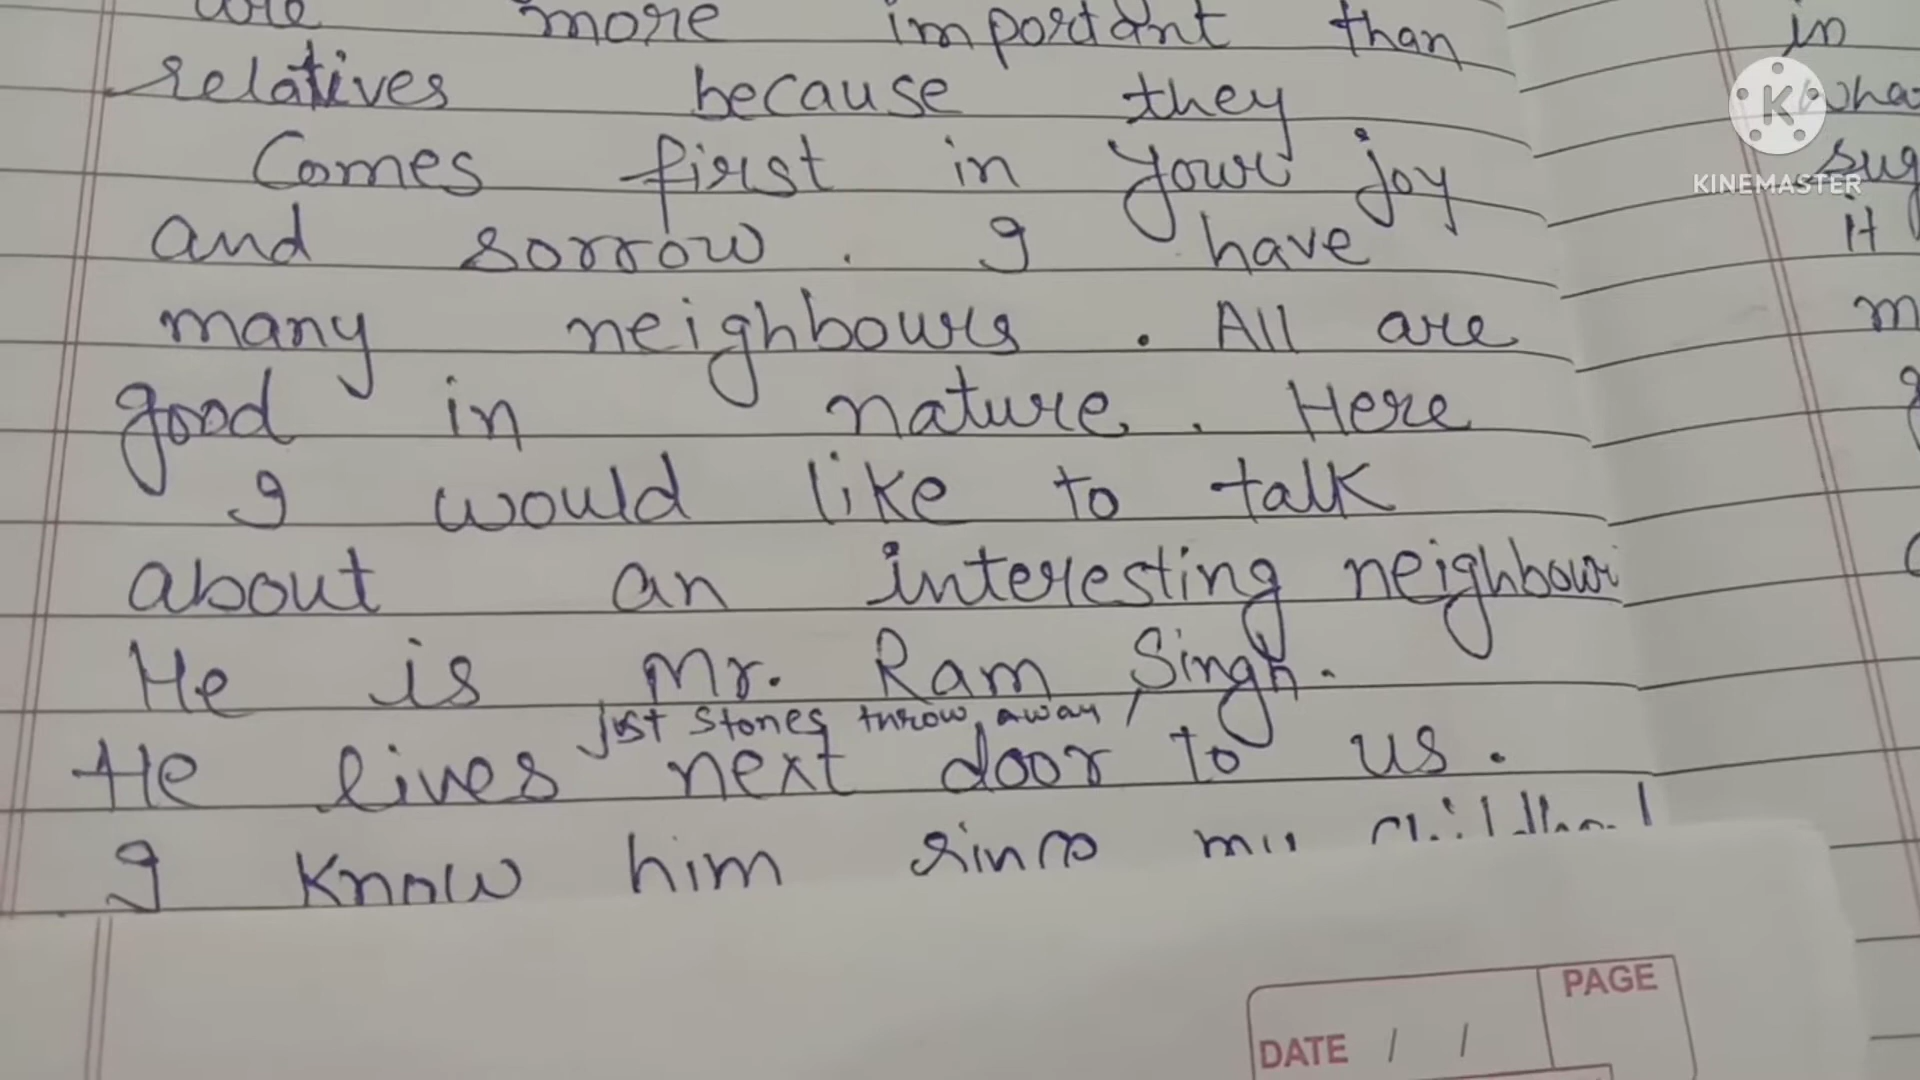 are more important than
relatives because they
Comes first in your joy
and sorrow. I have
many neighbours. All are
good in nature. Here
I would like to talk
about an interesting neighbour
He is Mr. Ram Singh.
just stones throw away /
He lives next door to us.
I know him since my childhood
in
it
KINEMASTER
PAGE
DATE / /